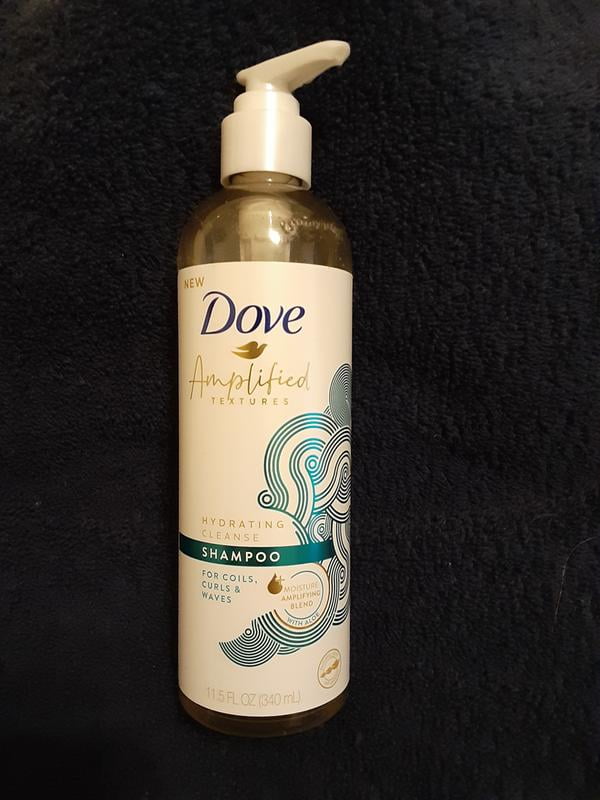 NEW
Dove
Amplified
TEXTURES
HYDRATING
CLEANSE
SHAMPOO
FOR COILS,
CURLS &
WAVES
MOISTURE
AMPLIFYING
BLEND
WITH ALOE
11.5 FL OZ (340 mL)